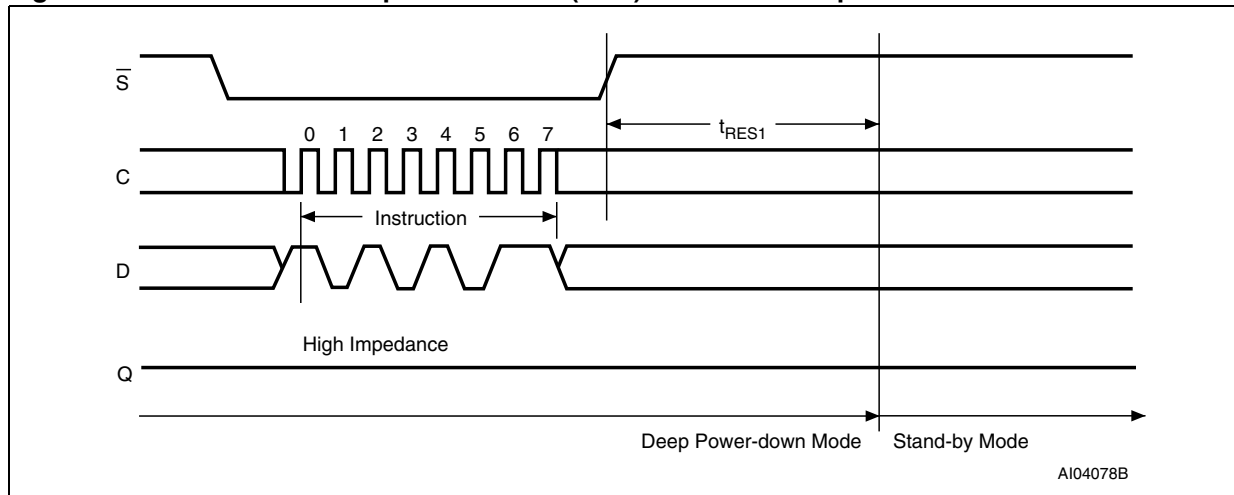 S
tRES1
0 1 2 3 4 5 6 7
C
Instruction
D
High Impedance
Q
Deep Power-down Mode Stand-by Mode
AI04078B